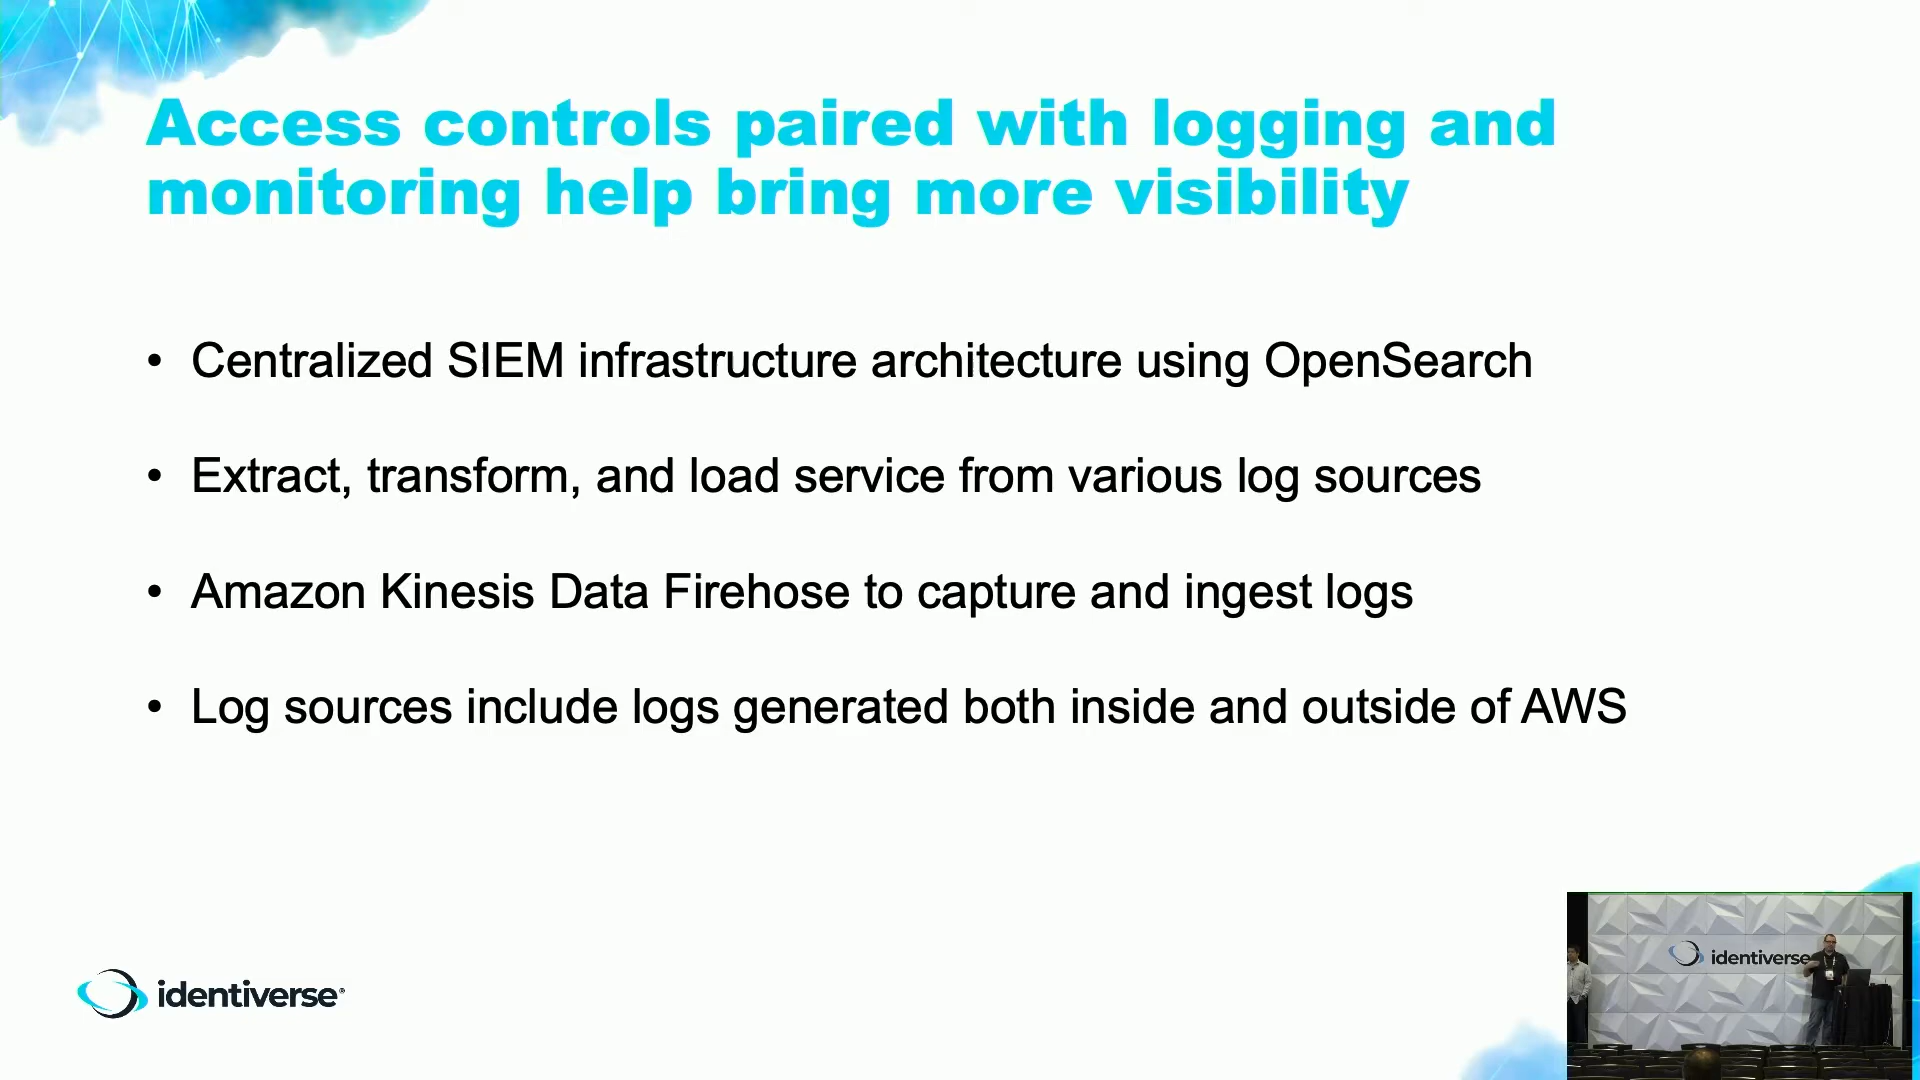 Access controls paired with logging and
monitoring help bring more visibility
• Centralized SIEM infrastructure architecture using OpenSearch
• Extract, transform, and load service from various log sources
• Amazon Kinesis Data Firehose to capture and ingest logs
• Log sources include logs generated both inside and outside of AWS
identiverse®
identiverse